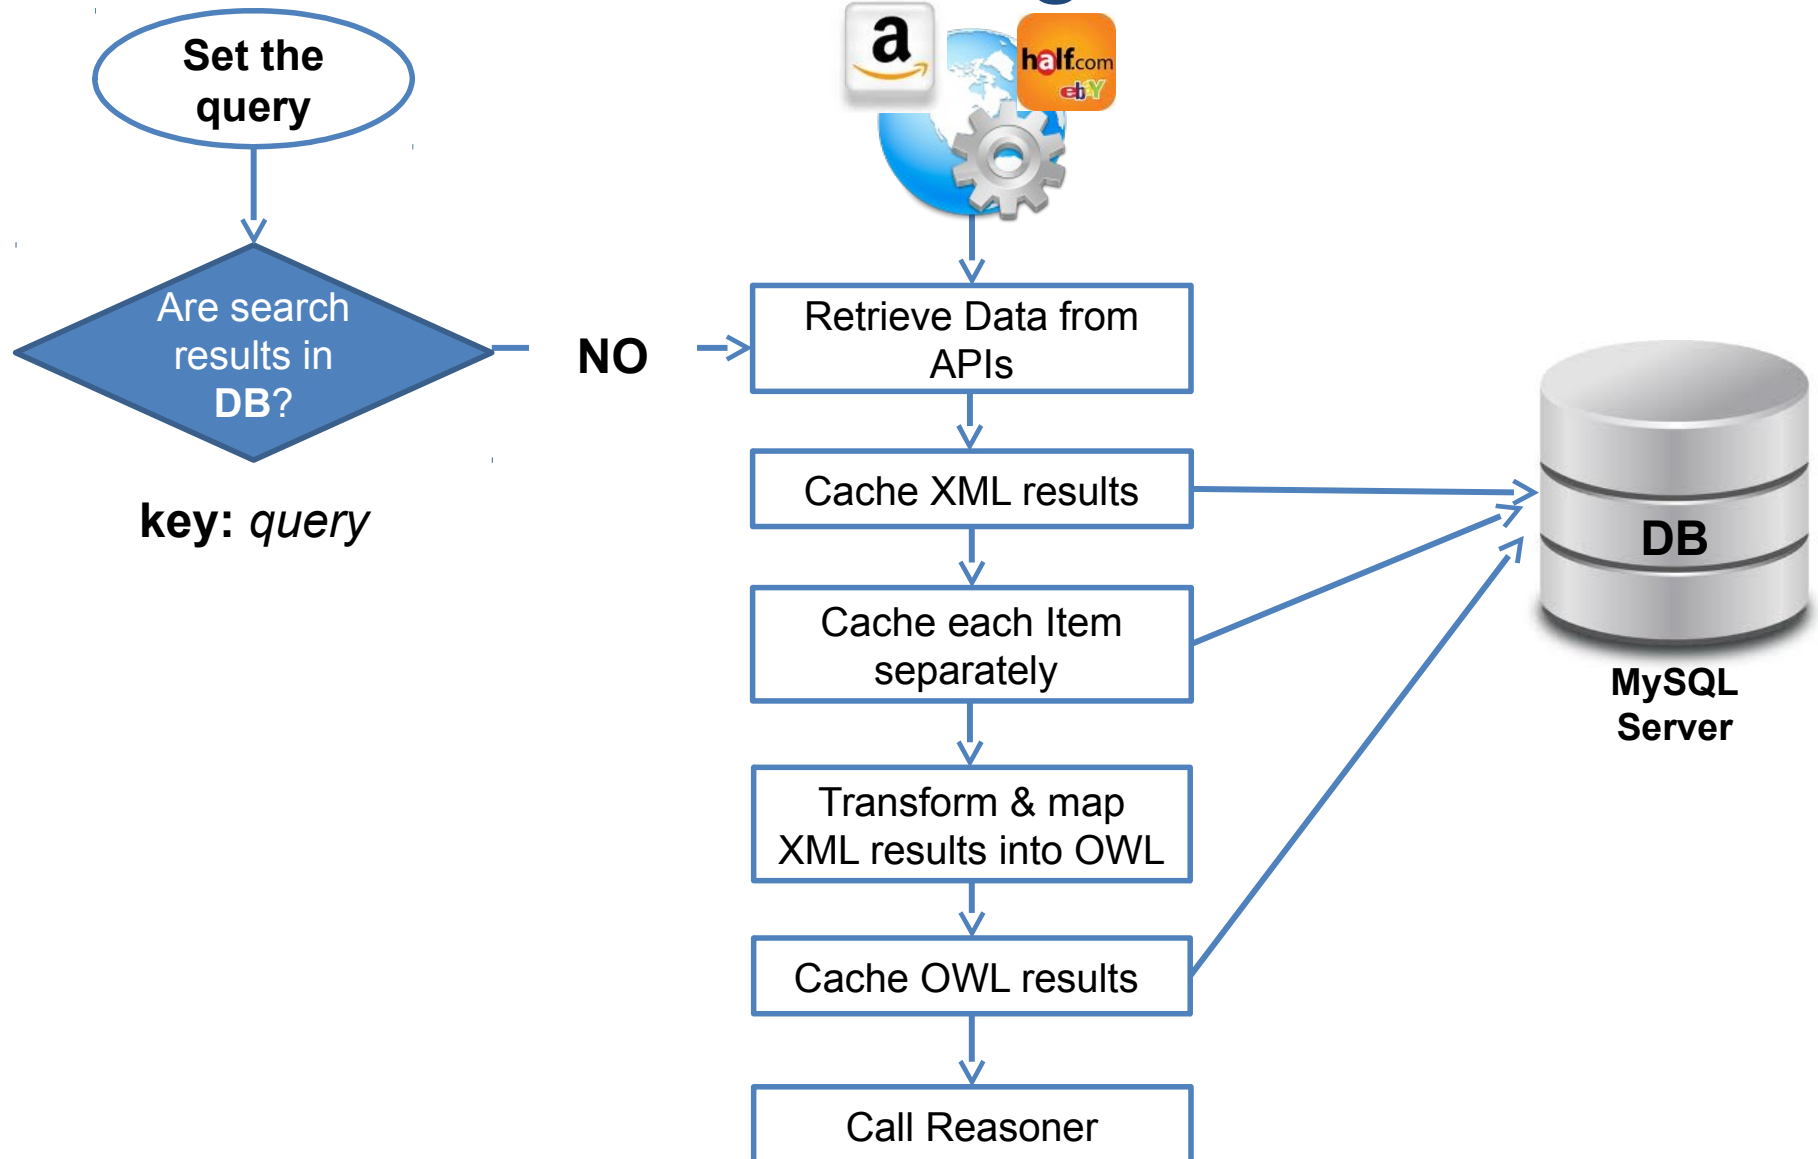 Set the
query
a
half.com
ebY
Are search
results in
DB?
NO
key: query
Retrieve Data from
APIs
Cache XML results
Cache each Item
separately
Transform & map
XML results into OWL
Cache OWL results
Call Reasoner
DB
MySQL
Server